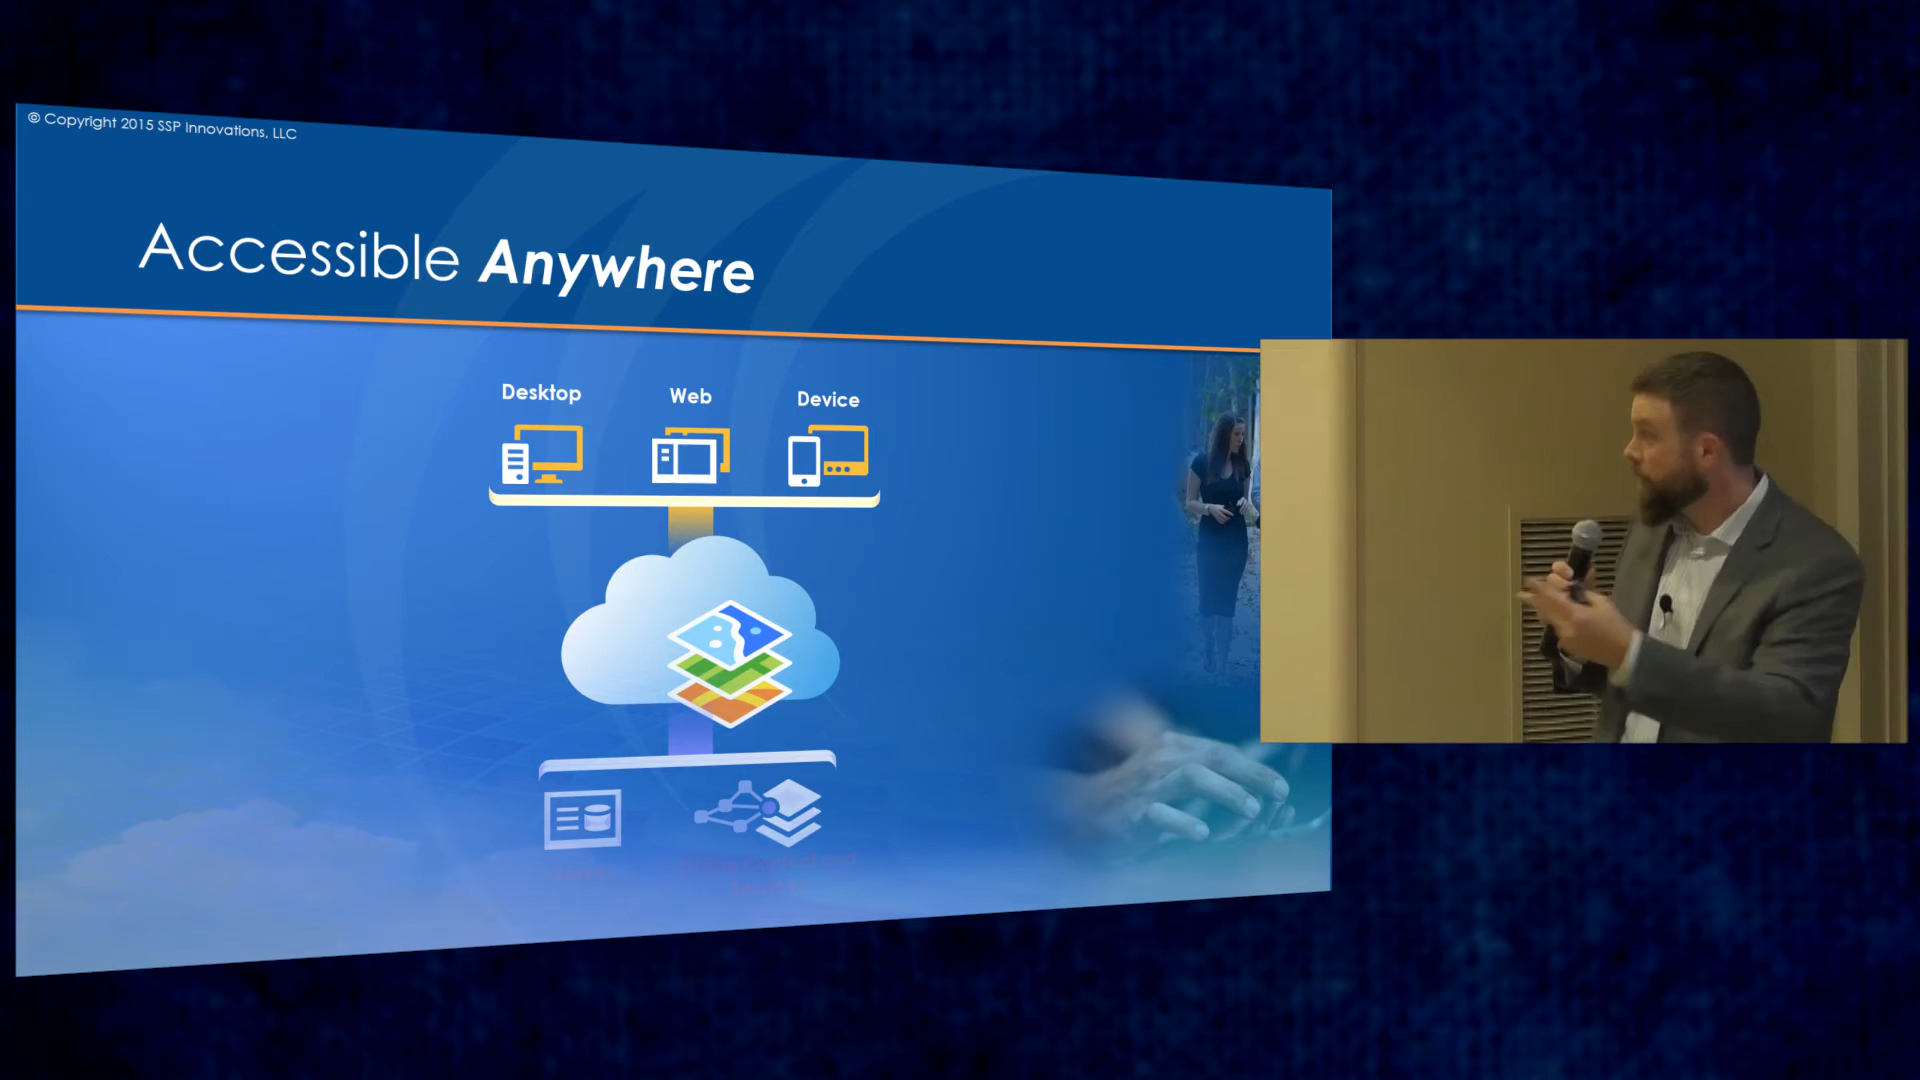 © Copyright 2015 SSP Innovations, LLC
Accessible Anywhere
Desktop
Web
Device